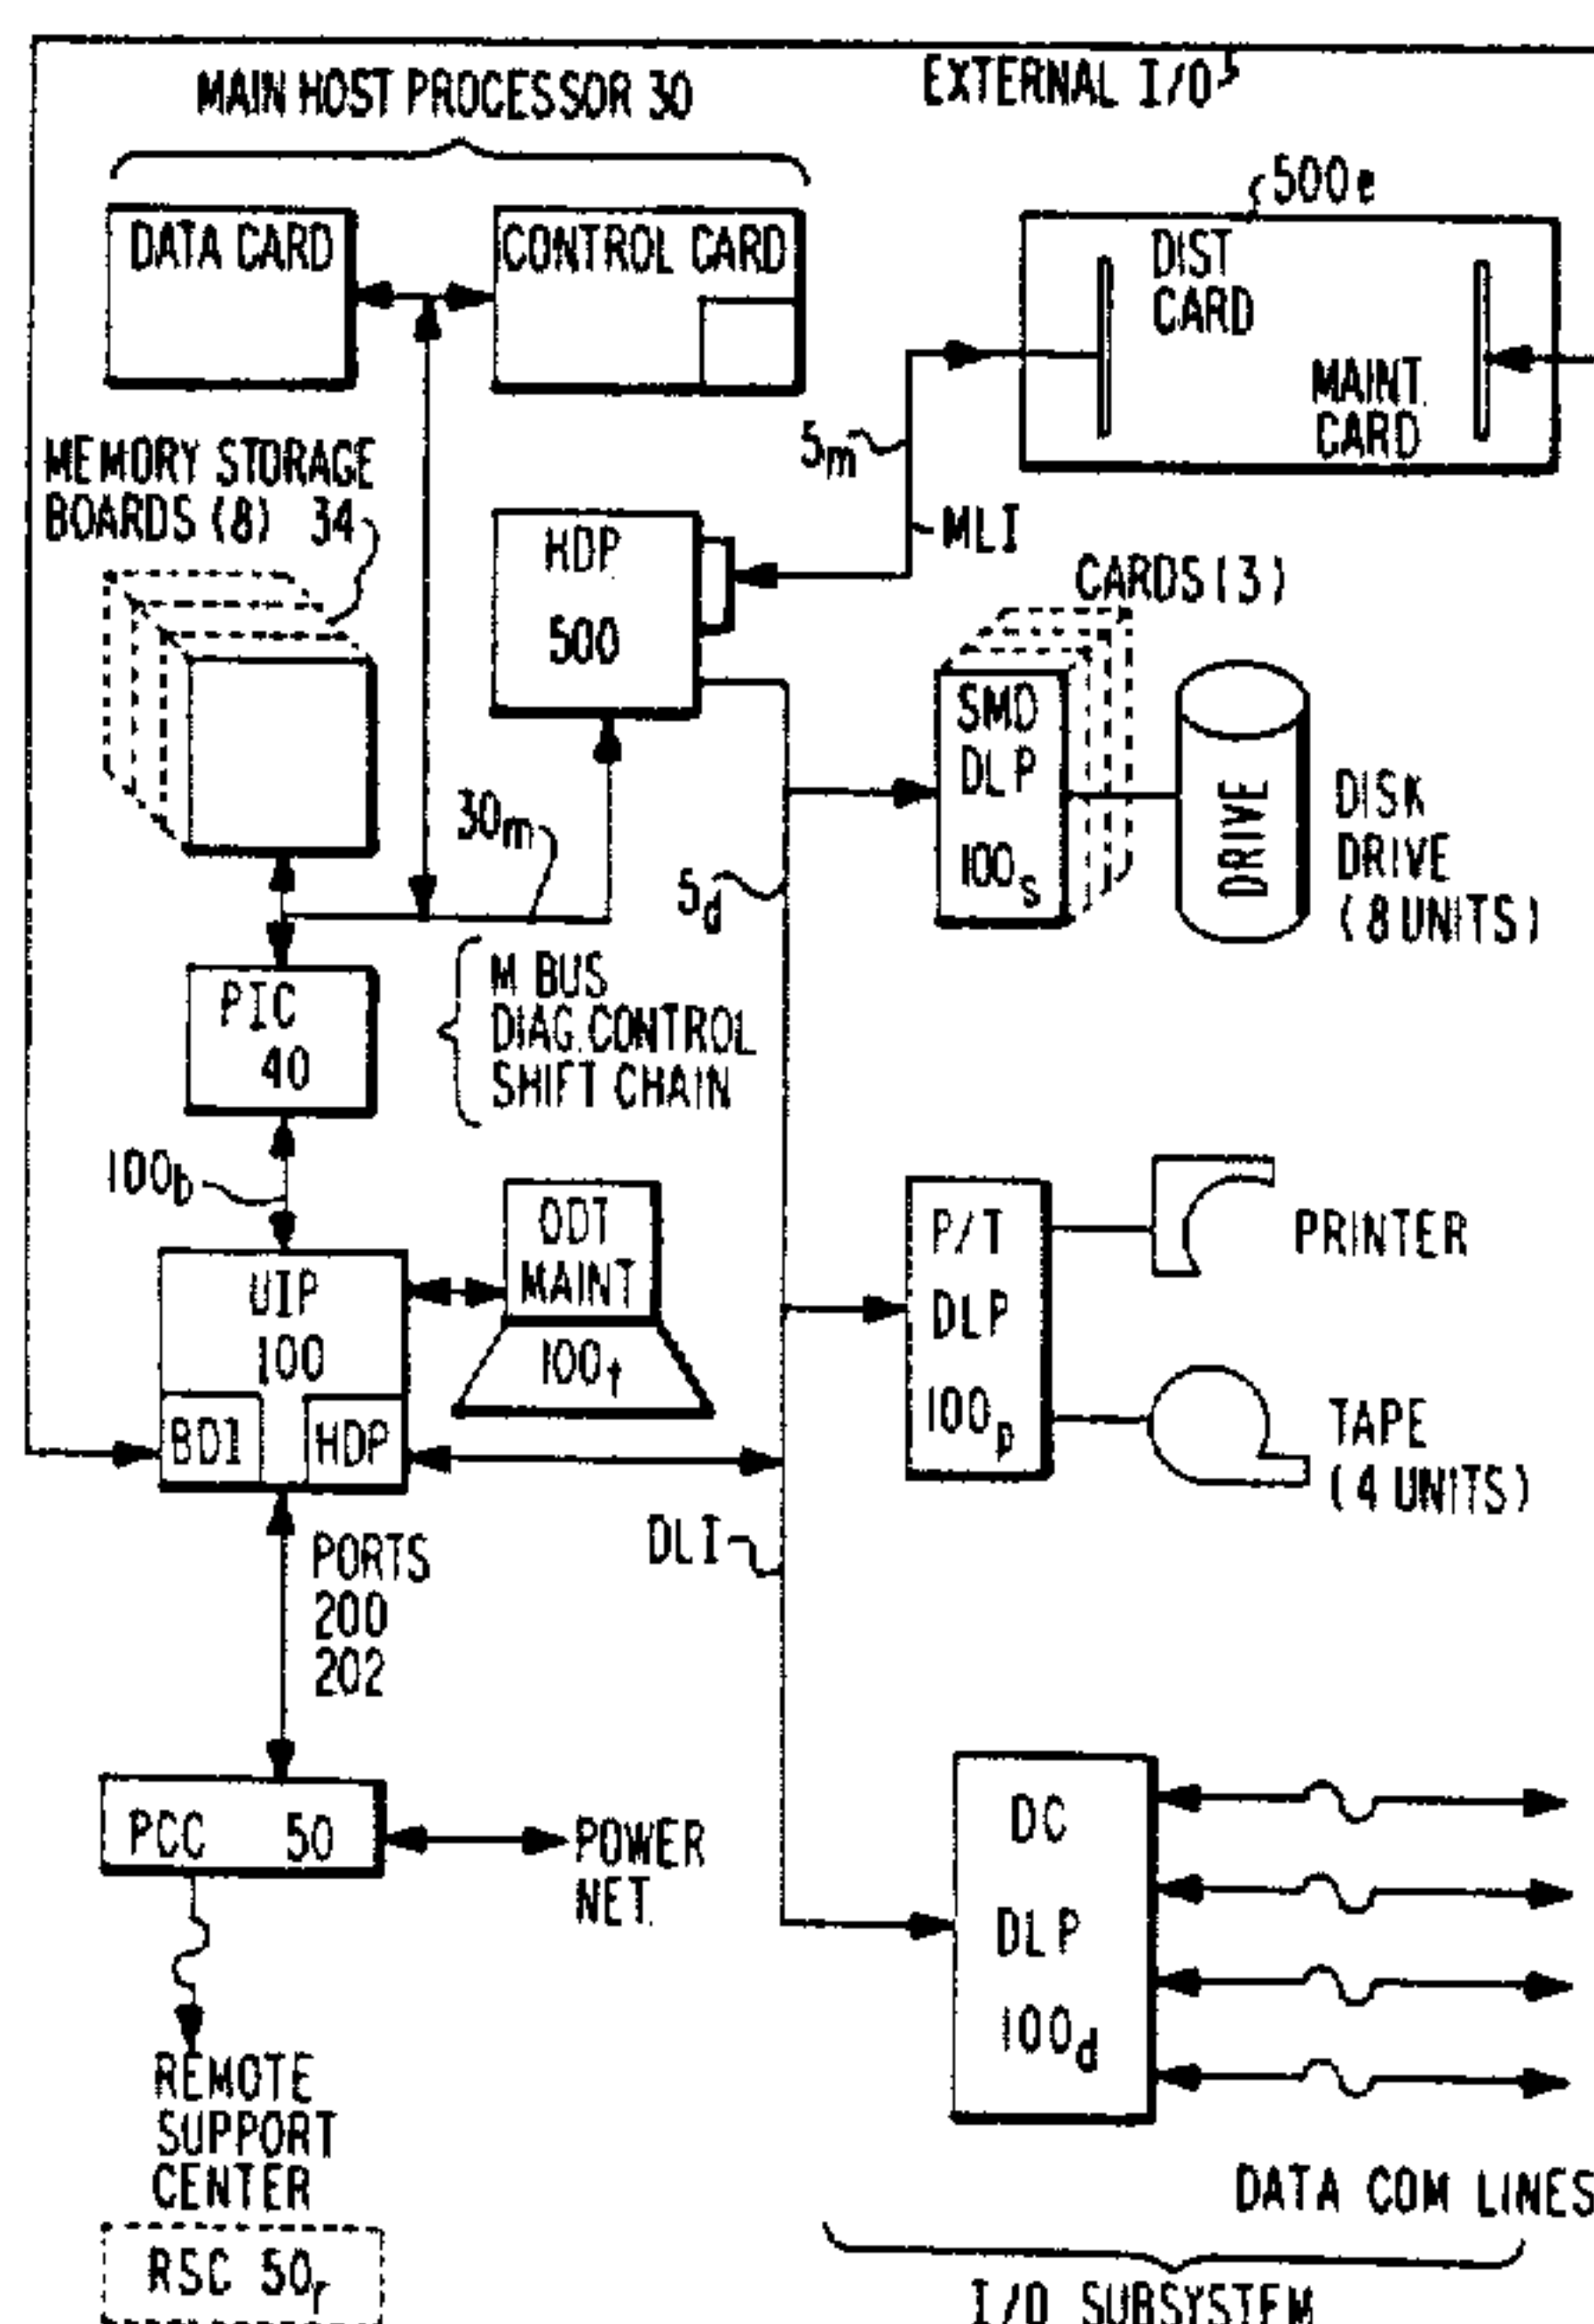 EXTERNAL I/O
MAIN HOST PROCESSOR 30
DATA CARD
CONTROL CARD
500e
DIST
CARD
MAINT.
CARD
5m
MLI
MEMORY STORAGE
BOARDS (8) 34
HDP
500
CARDS (3)
SMD
DLP
100s
DRIVE
DISK
DRIVE
(8 UNITS)
30m
5d
PIC
40
M BUS
DIAG. CONTROL
SHIFT CHAIN
100b
ODT
MAINT
100t
UIP
100
BDI
HDP
P/T
DLP
100p
PRINTER
TAPE
(4 UNITS)
DLI
PORTS
200
202
PCC 50
POWER
NET.
DC
DLP
100d
REMOTE
SUPPORT
CENTER
RSC 50r
DATA COM LINES
I/O SUBSYSTEM